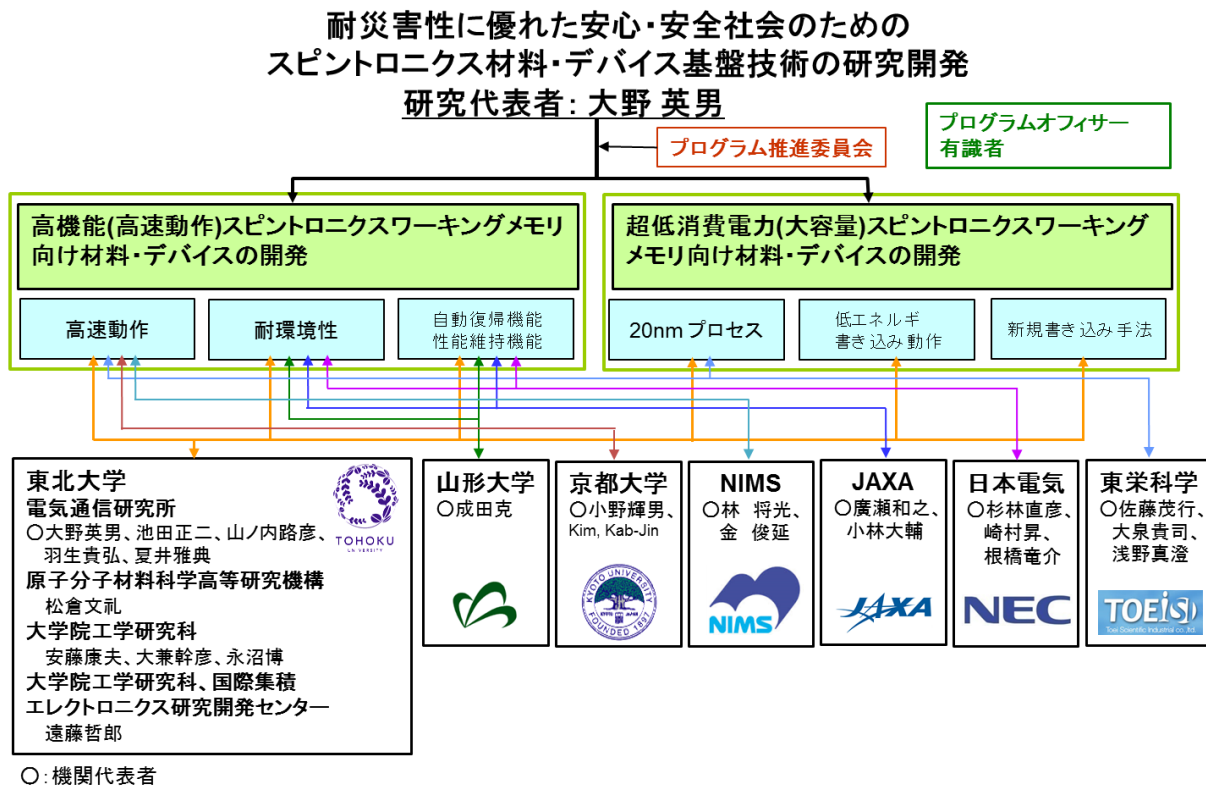 耐災害性に優れた安心・安全社会のための
スピントロニクス材料・デバイス基盤技術の研究開発
研究代表者: 大野 英男
プログラム推進委員会
プログラムオフィサー
有識者
高機能(高速動作)スピントロニクスワーキングメモリ
向け材料・デバイスの開発
高速動作
耐環境性
自動復帰機能
性能維持機能
超低消費電力(大容量)スピントロニクスワーキング
メモリ向け材料・デバイスの開発
20nm プロセス
低エネルギ
書き込み動作
新規書き込み手法
東北大学
電気通信研究所
〇大野英男、池田正二、山ノ内路彦、
羽生貴弘、夏井雅典
原子分子材料科学高等研究機構
松倉文礼
大学院工学研究科
安藤康夫、大兼幹彦、永沼博
大学院工学研究科、国際集積
エレクトロニクス研究開発センター
遠藤哲郎
TOHOKU
UNIVERSITY
山形大学
〇成田克
京都大学
〇小野輝男、
Kim, Kab-Jin
KYOTO UNIVERSITY
FOUNDED 1897
NIMS
〇林 将光、
金 俊延
NIMS
JAXA
〇廣瀬和之、
小林大輔
JAXA
日本電気
〇杉林直彦、
崎村昇、
根橋竜介
NEC
東栄科学
〇佐藤茂行、
大泉貴司、
浅野真澄
TOEiSi
Toei Scientific Industrial co.,ltd.
〇:機関代表者